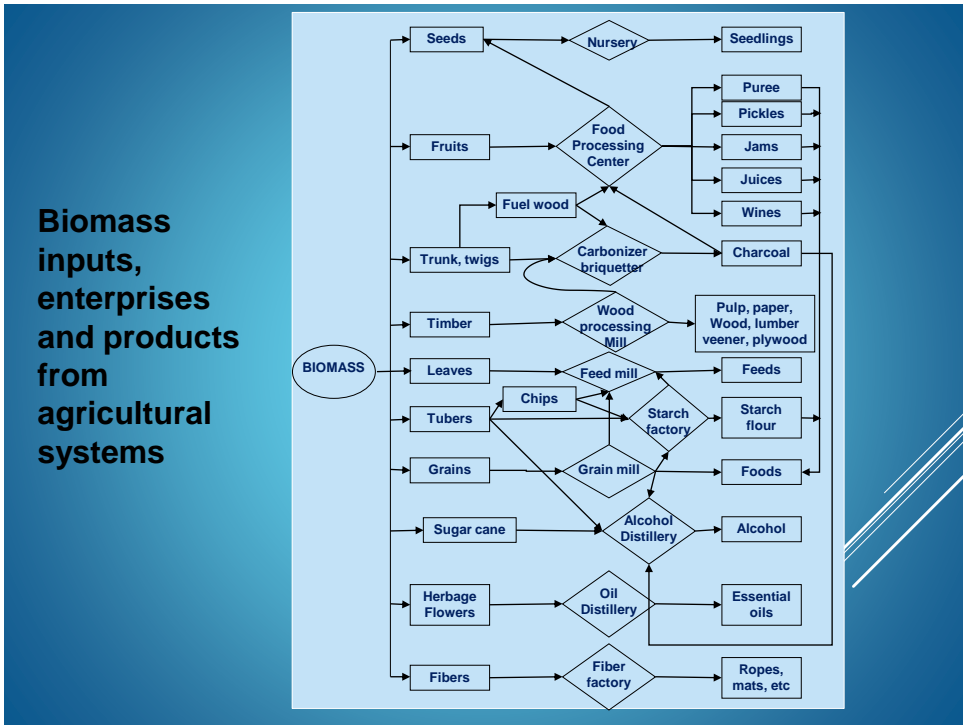 Biomass
inputs,
enterprises
and products
from
agricultural
systems
BIOMASS
Seeds
Nursery
Seedlings
Puree
Pickles
Fruits
Food
Processing
Center
Jams
Juices
Wines
Fuel wood
Trunk, twigs
Carbonizer
briquetter
Charcoal
Timber
Wood
processing
Mill
Pulp, paper,
Wood, lumber
veener, plywood
Leaves
Feed mill
Feeds
Chips
Tubers
Starch
factory
Starch
flour
Grains
Grain mill
Foods
Sugar cane
Alcohol
Distillery
Alcohol
Herbage
Flowers
Oil
Distillery
Essential
oils
Fibers
Fiber
factory
Ropes,
mats, etc